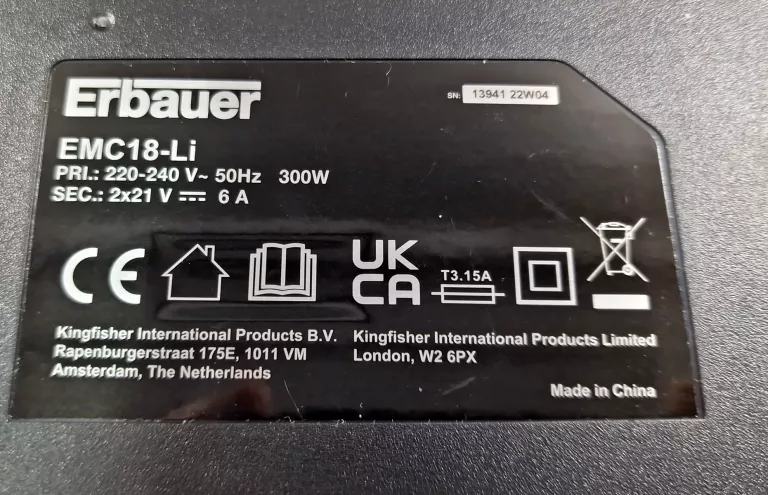 Erbauer
SN: 13941 22W04
EMC18-Li
PRI.: 220-240 V~ 50Hz 300W
SEC.: 2x21 V ⎓ 6 A
CE
UK
CA
T3.15A
Kingfisher International Products B.V.
Rapenburgerstraat 175E, 1011 VM
Amsterdam, The Netherlands
Kingfisher International Products Limited
London, W2 6PX
Made in China